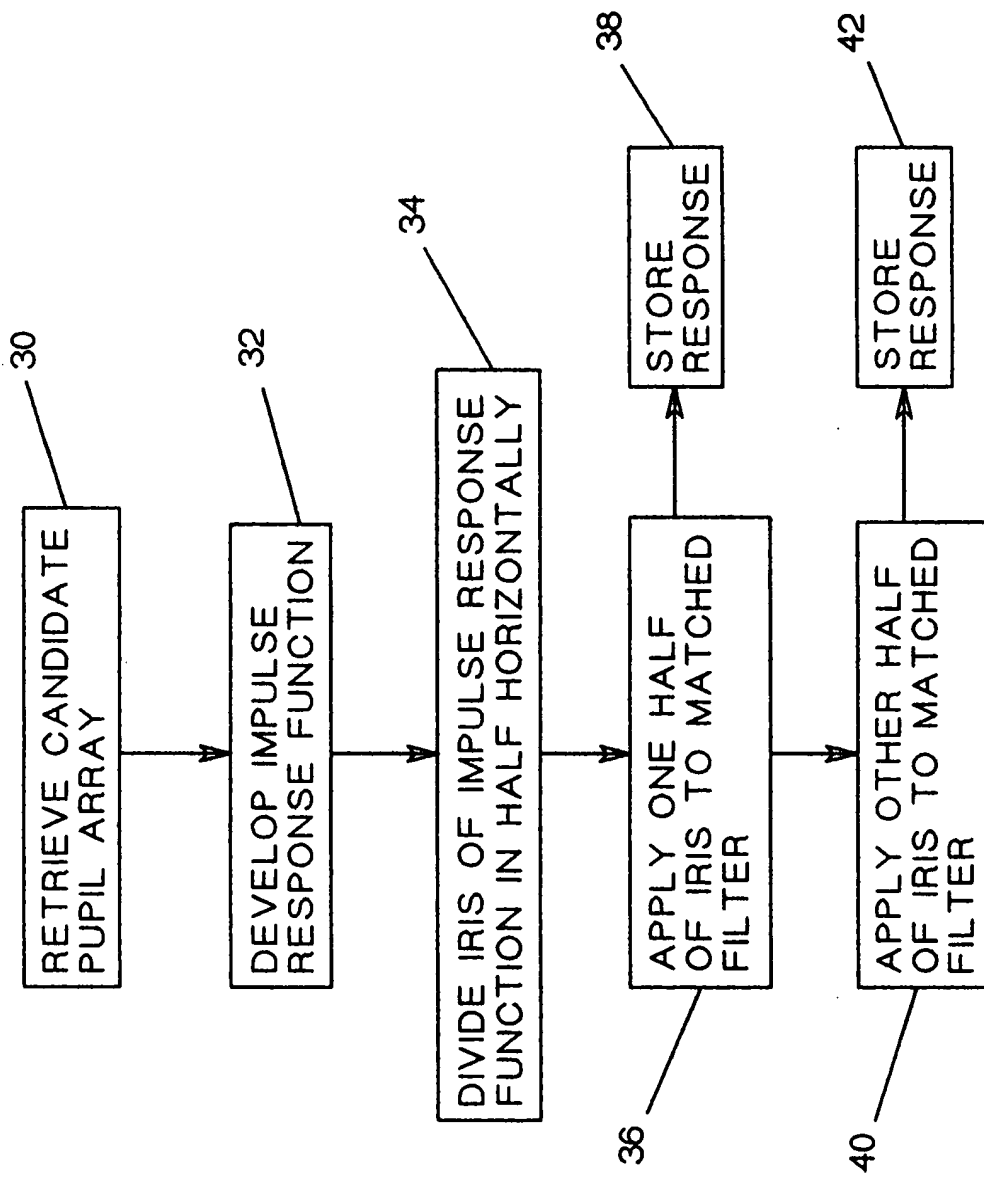 RETRIEVE CANDIDATE
PUPIL ARRAY
30
DEVELOP IMPULSE
RESPONSE FUNCTION
32
DIVIDE IRIS OF IMPULSE RESPONSE
FUNCTION IN HALF HORIZONTALLY
34
APPLY ONE HALF
OF IRIS TO MATCHED
FILTER
36
STORE
RESPONSE
38
APPLY OTHER HALF
OF IRIS TO MATCHED
FILTER
40
STORE
RESPONSE
42